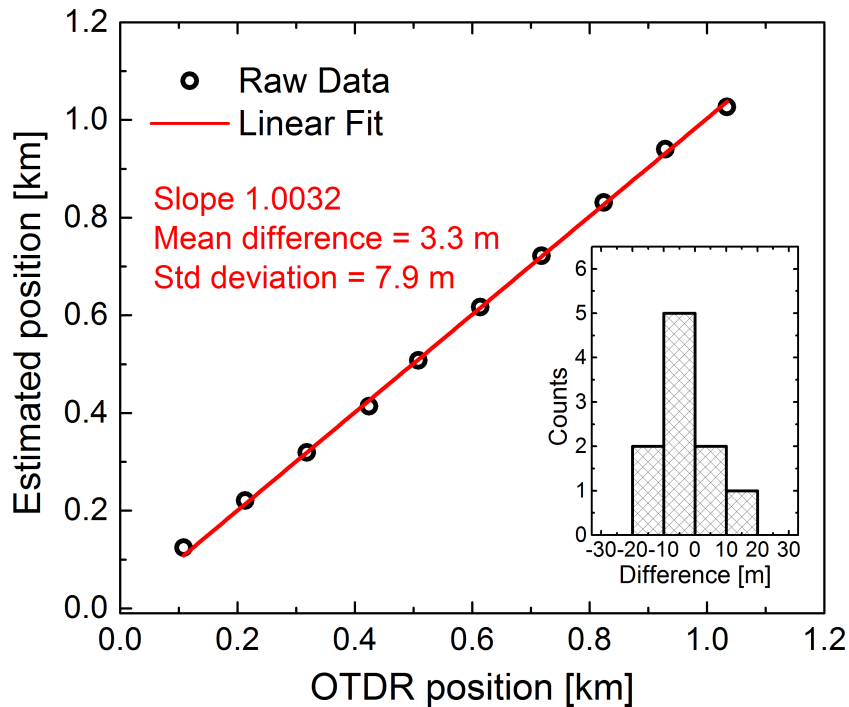 1.2
1.0
0.8
0.6
0.4
0.2
0.0
Estimated position [km]
Raw Data
Linear Fit
Slope 1.0032
Mean difference = 3.3 m
Std deviation = 7.9 m
6
5
4
3
2
1
0
Counts
-30 -20 -10 0 10 20 30
Difference [m]
0.0 0.2 0.4 0.6 0.8 1.0 1.2
OTDR position [km]